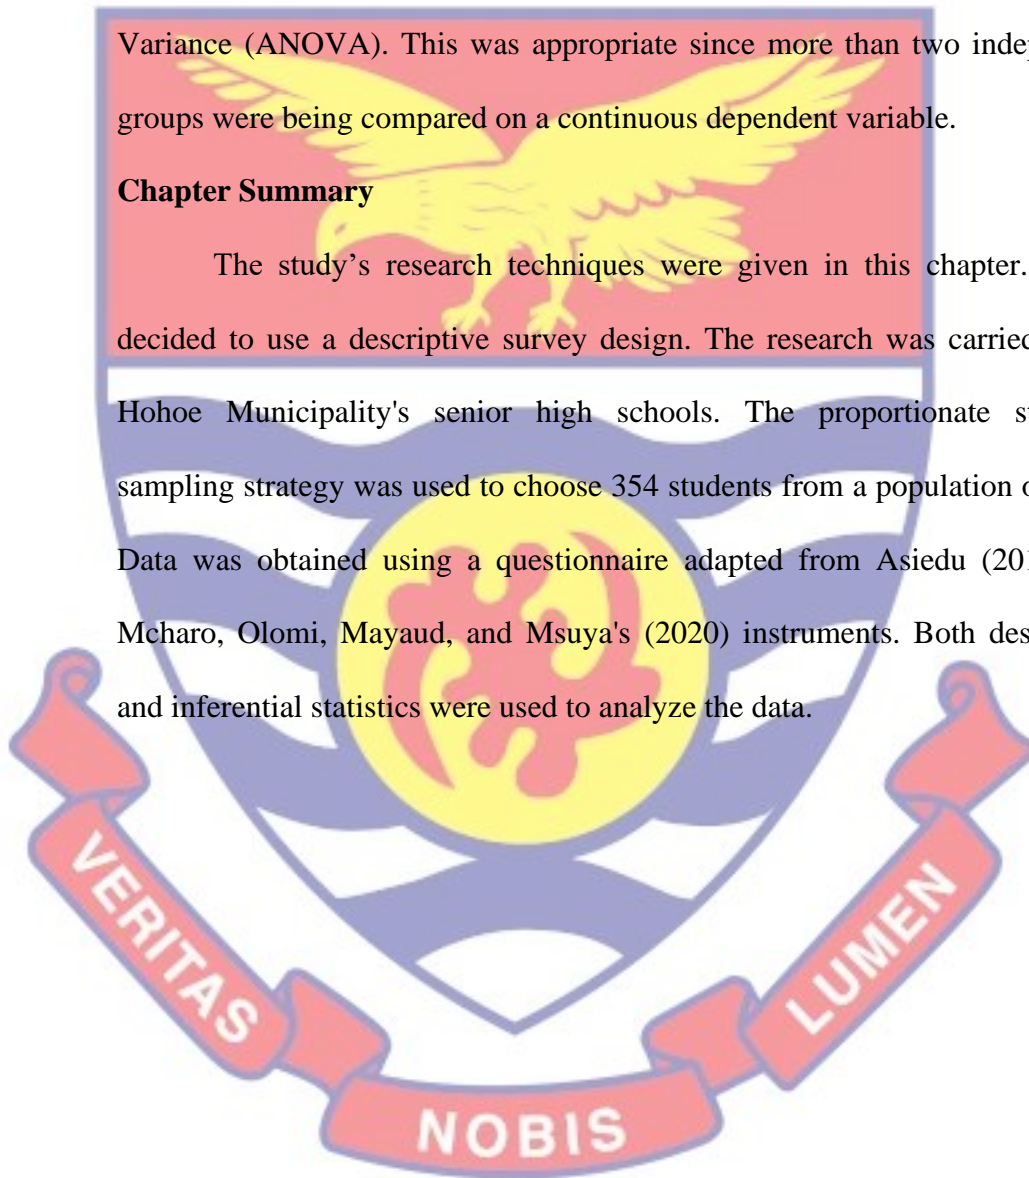 Variance (ANOVA). This was appropriate since more than two indep
groups were being compared on a continuous dependent variable.
Chapter Summary
The study’s research techniques were given in this chapter.
decided to use a descriptive survey design. The research was carried
Hohoe Municipality's senior high schools. The proportionate s
sampling strategy was used to choose 354 students from a population o
Data was obtained using a questionnaire adapted from Asiedu (201
Mcharo, Olomi, Mayaud, and Msuya's (2020) instruments. Both des
and inferential statistics were used to analyze the data.
VERITAS
NOBIS
LUMEN